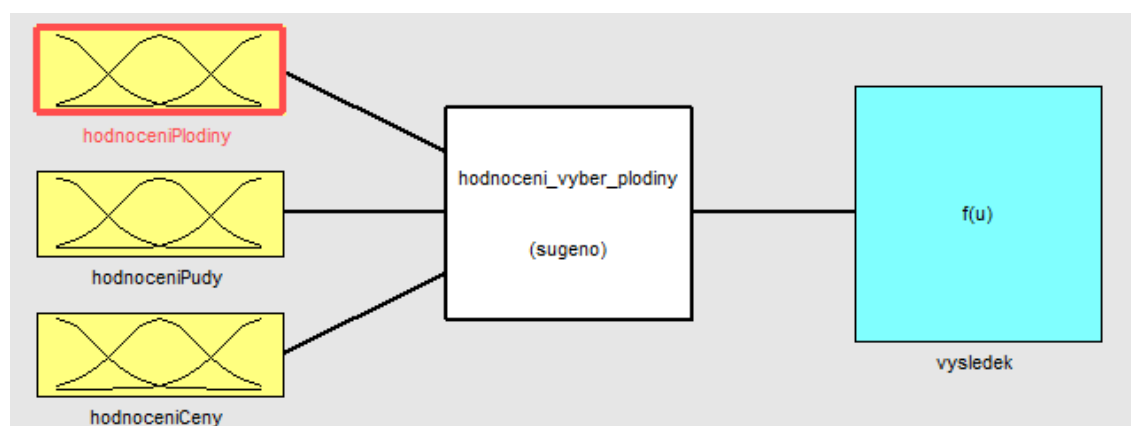 hodnoceniPlodiny
hodnoceniPudy
hodnoceniCeny
hodnoceni_vyber_plodiny
(sugeno)
f(u)
vysledek